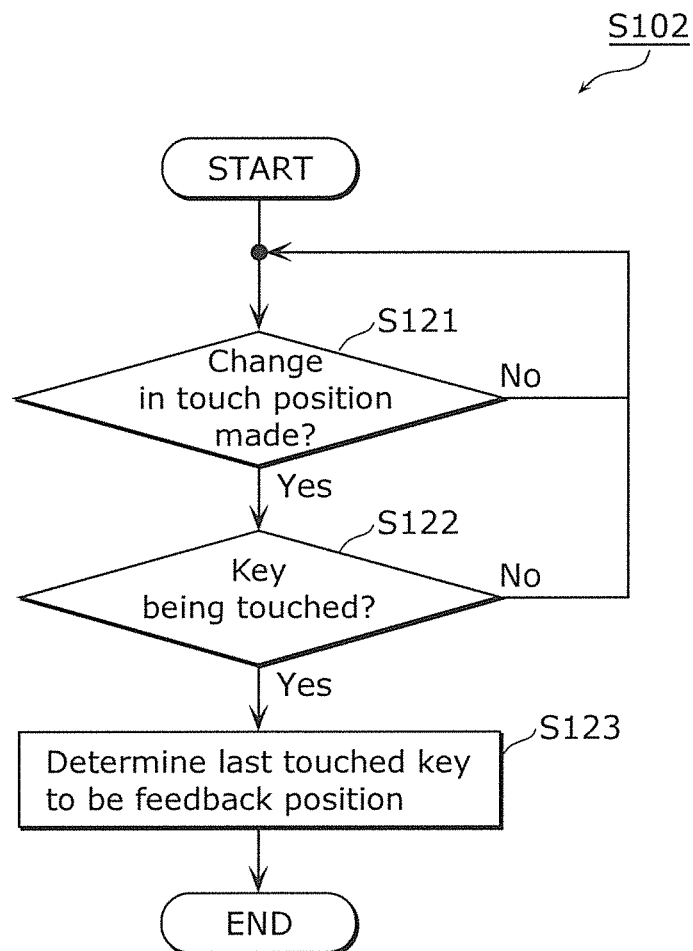 S102
START
S121
Change
in touch position
made?
No
Yes
S122
Key
being touched?
No
Yes
S123
Determine last touched key
to be feedback position
END